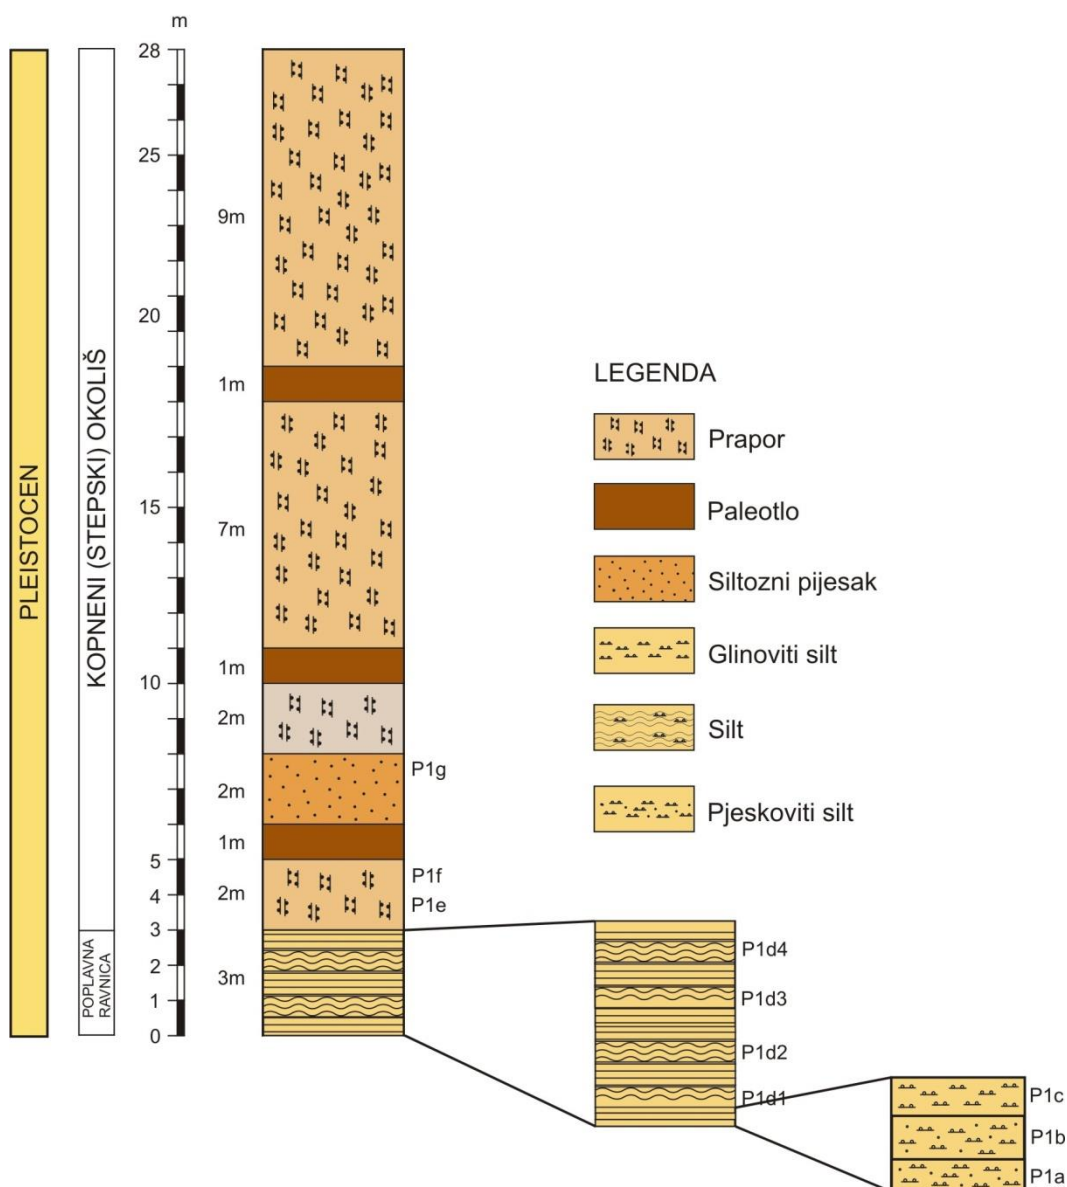 m
28
25
20
15
10
5
4
3
2
1
0
PLEISTOCEN
KOPNENI (STEPSKI) OKOLIŠ
POPLAVNA
RAVNICA
9m
1m
7m
1m
2m
2m
1m
2m
3m
P1g
P1f
P1e
LEGENDA
Prapor
Paleotlo
Siltozni pijesak
Glinoviti silt
Silt
Pjeskoviti silt
P1d4
P1d3
P1d2
P1d1
P1c
P1b
P1a